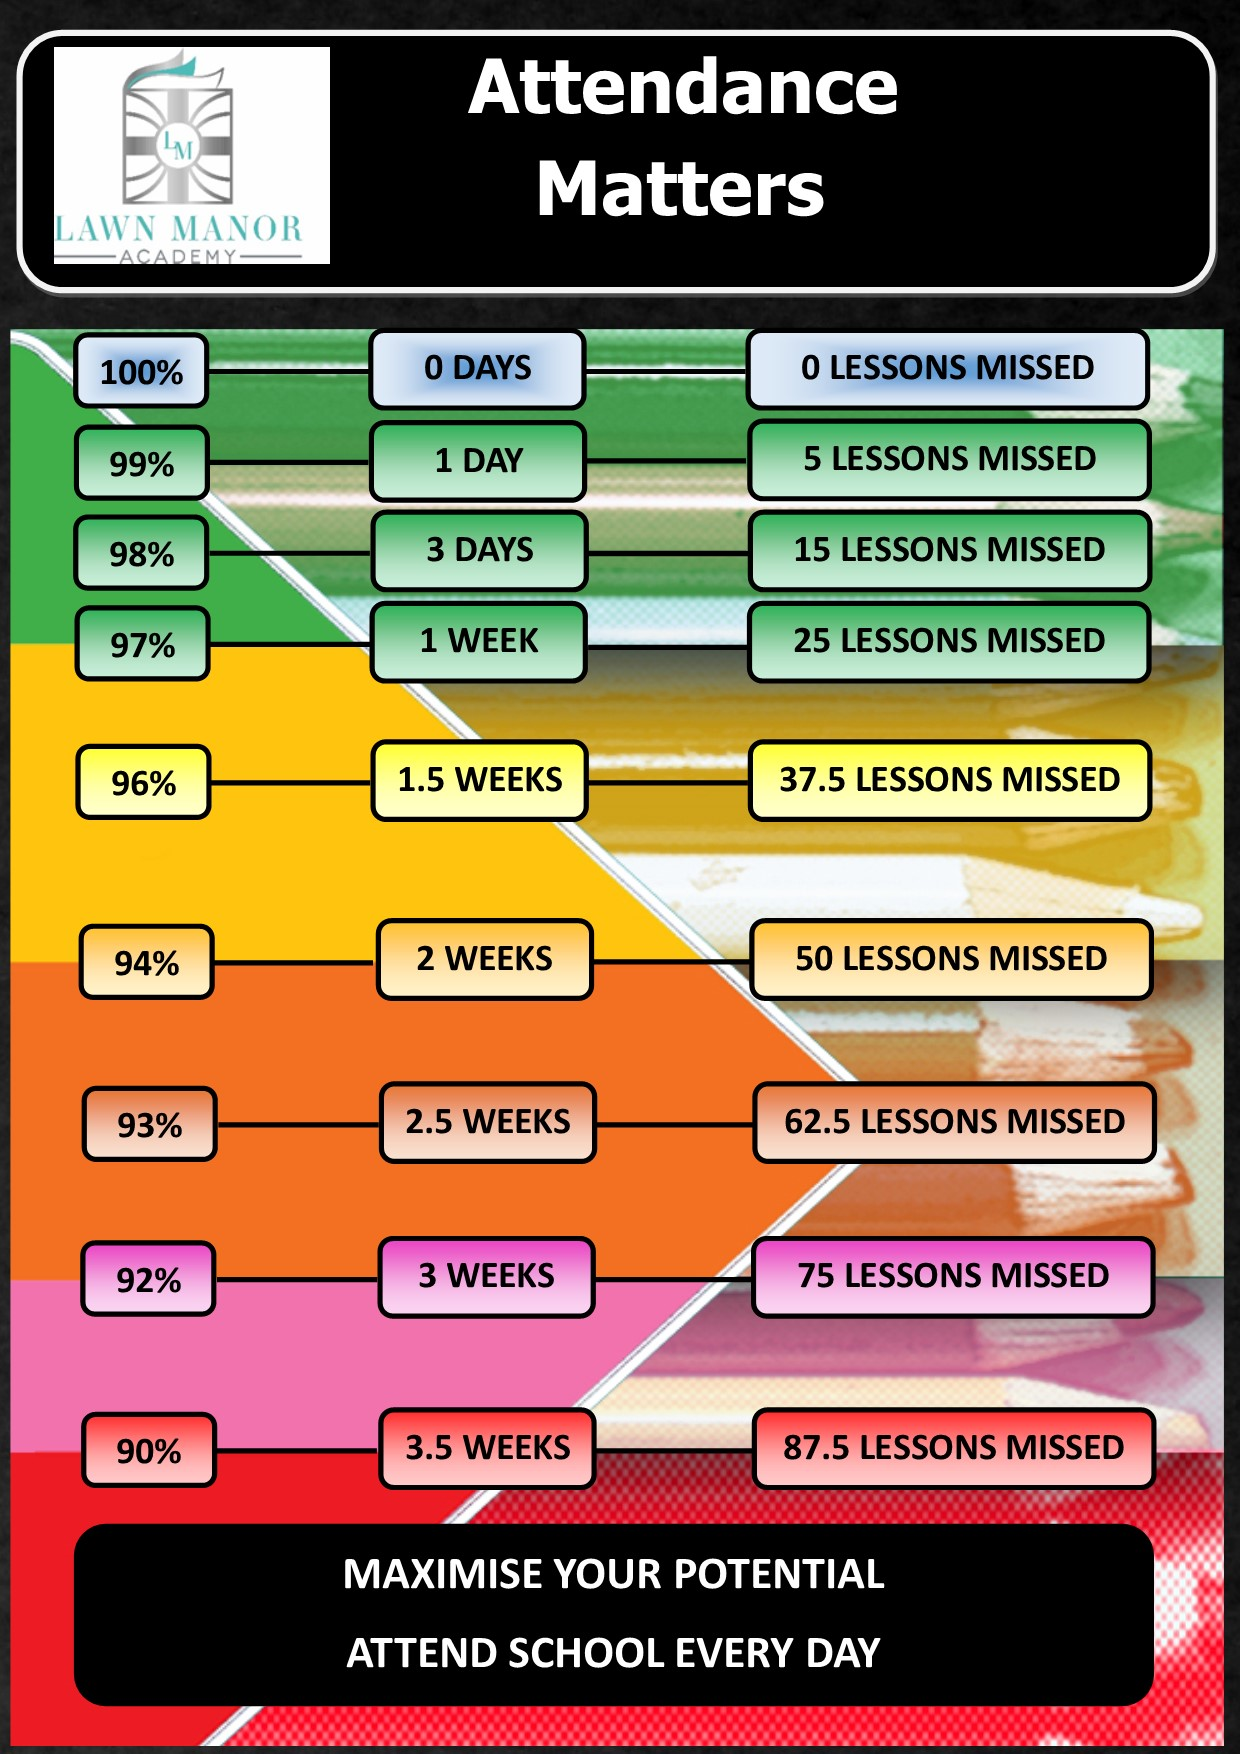 LM
LAWN MANOR
ACADEMY
Attendance
Matters
100% 0 DAYS 0 LESSONS MISSED
99% 1 DAY 5 LESSONS MISSED
98% 3 DAYS 15 LESSONS MISSED
97% 1 WEEK 25 LESSONS MISSED
96% 1.5 WEEKS 37.5 LESSONS MISSED
94% 2 WEEKS 50 LESSONS MISSED
93% 2.5 WEEKS 62.5 LESSONS MISSED
92% 3 WEEKS 75 LESSONS MISSED
90% 3.5 WEEKS 87.5 LESSONS MISSED
MAXIMISE YOUR POTENTIAL
ATTEND SCHOOL EVERY DAY